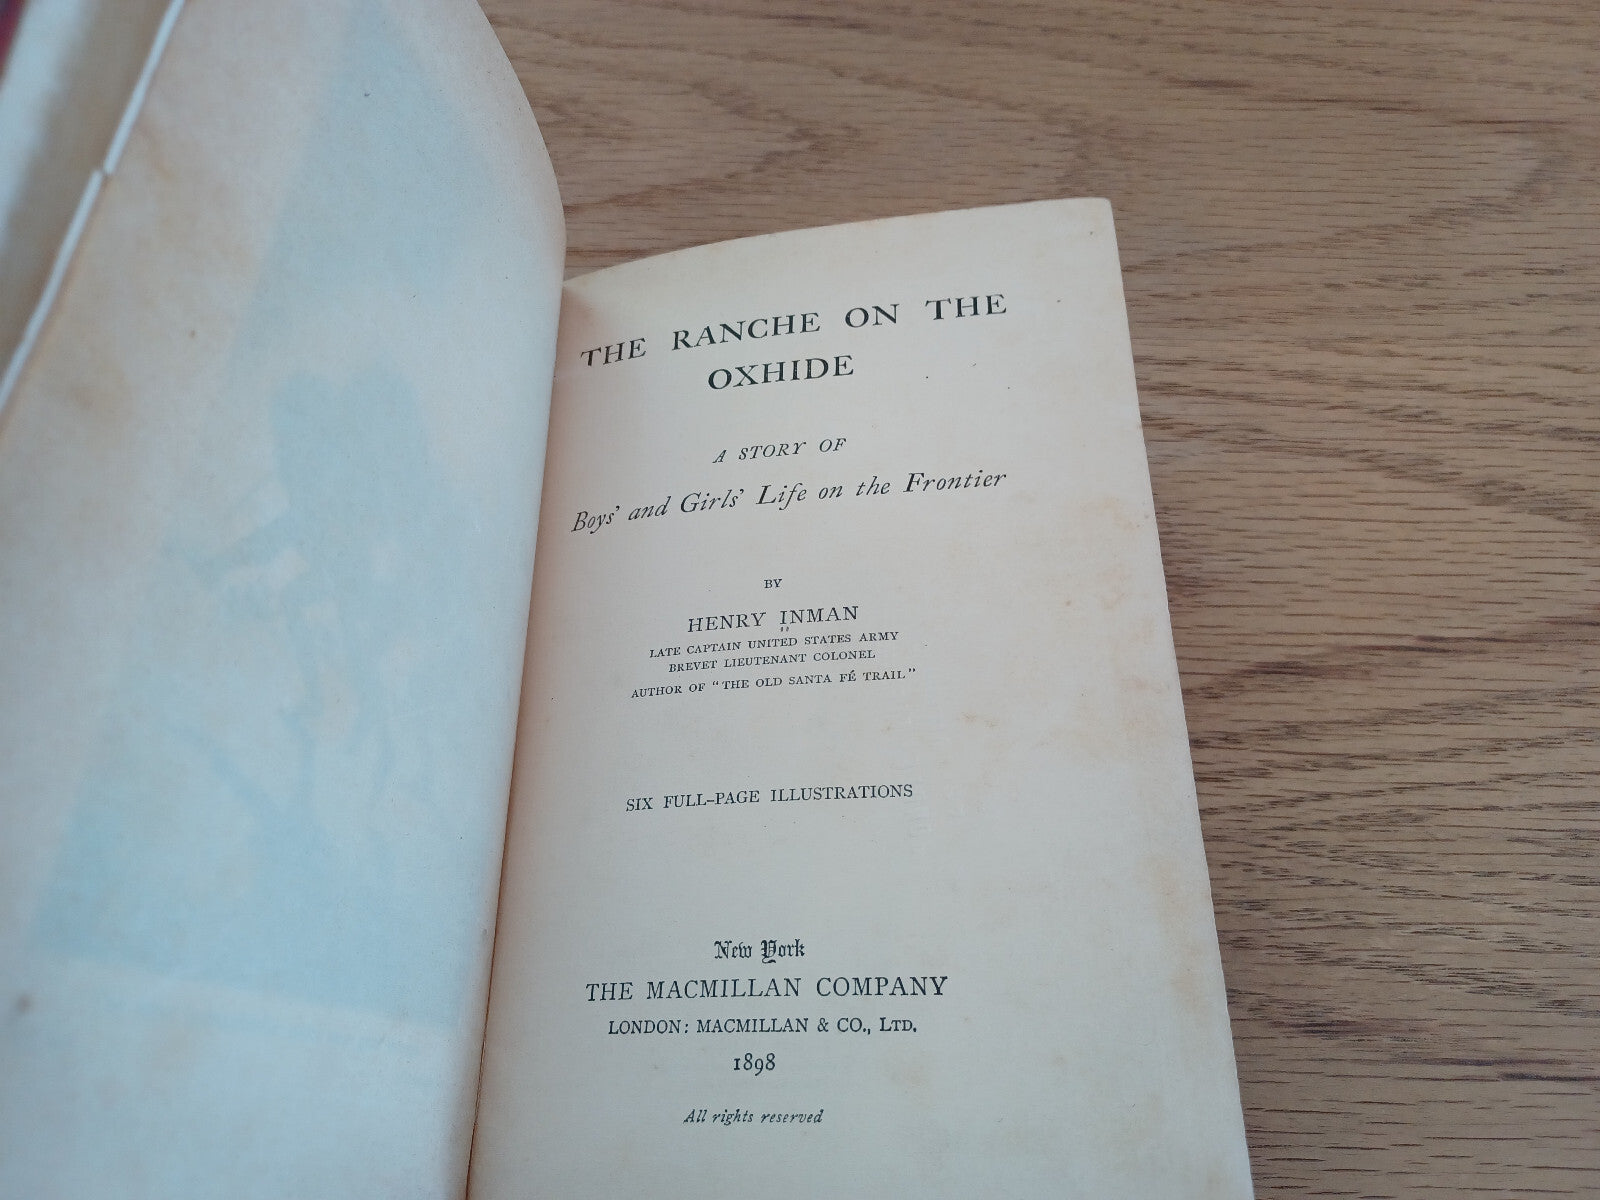 THE RANCHE ON THE
OXHIDE
A STORY OF
Boys' and Girls' Life on the Frontier
BY
HENRY INMAN
LATE CAPTAIN UNITED STATES ARMY
BREVET LIEUTENANT COLONEL
AUTHOR OF "THE OLD SANTA FÉ TRAIL"
SIX FULL-PAGE ILLUSTRATIONS
New York
THE MACMILLAN COMPANY
LONDON: MACMILLAN & CO., LTD.
1898
All rights reserved